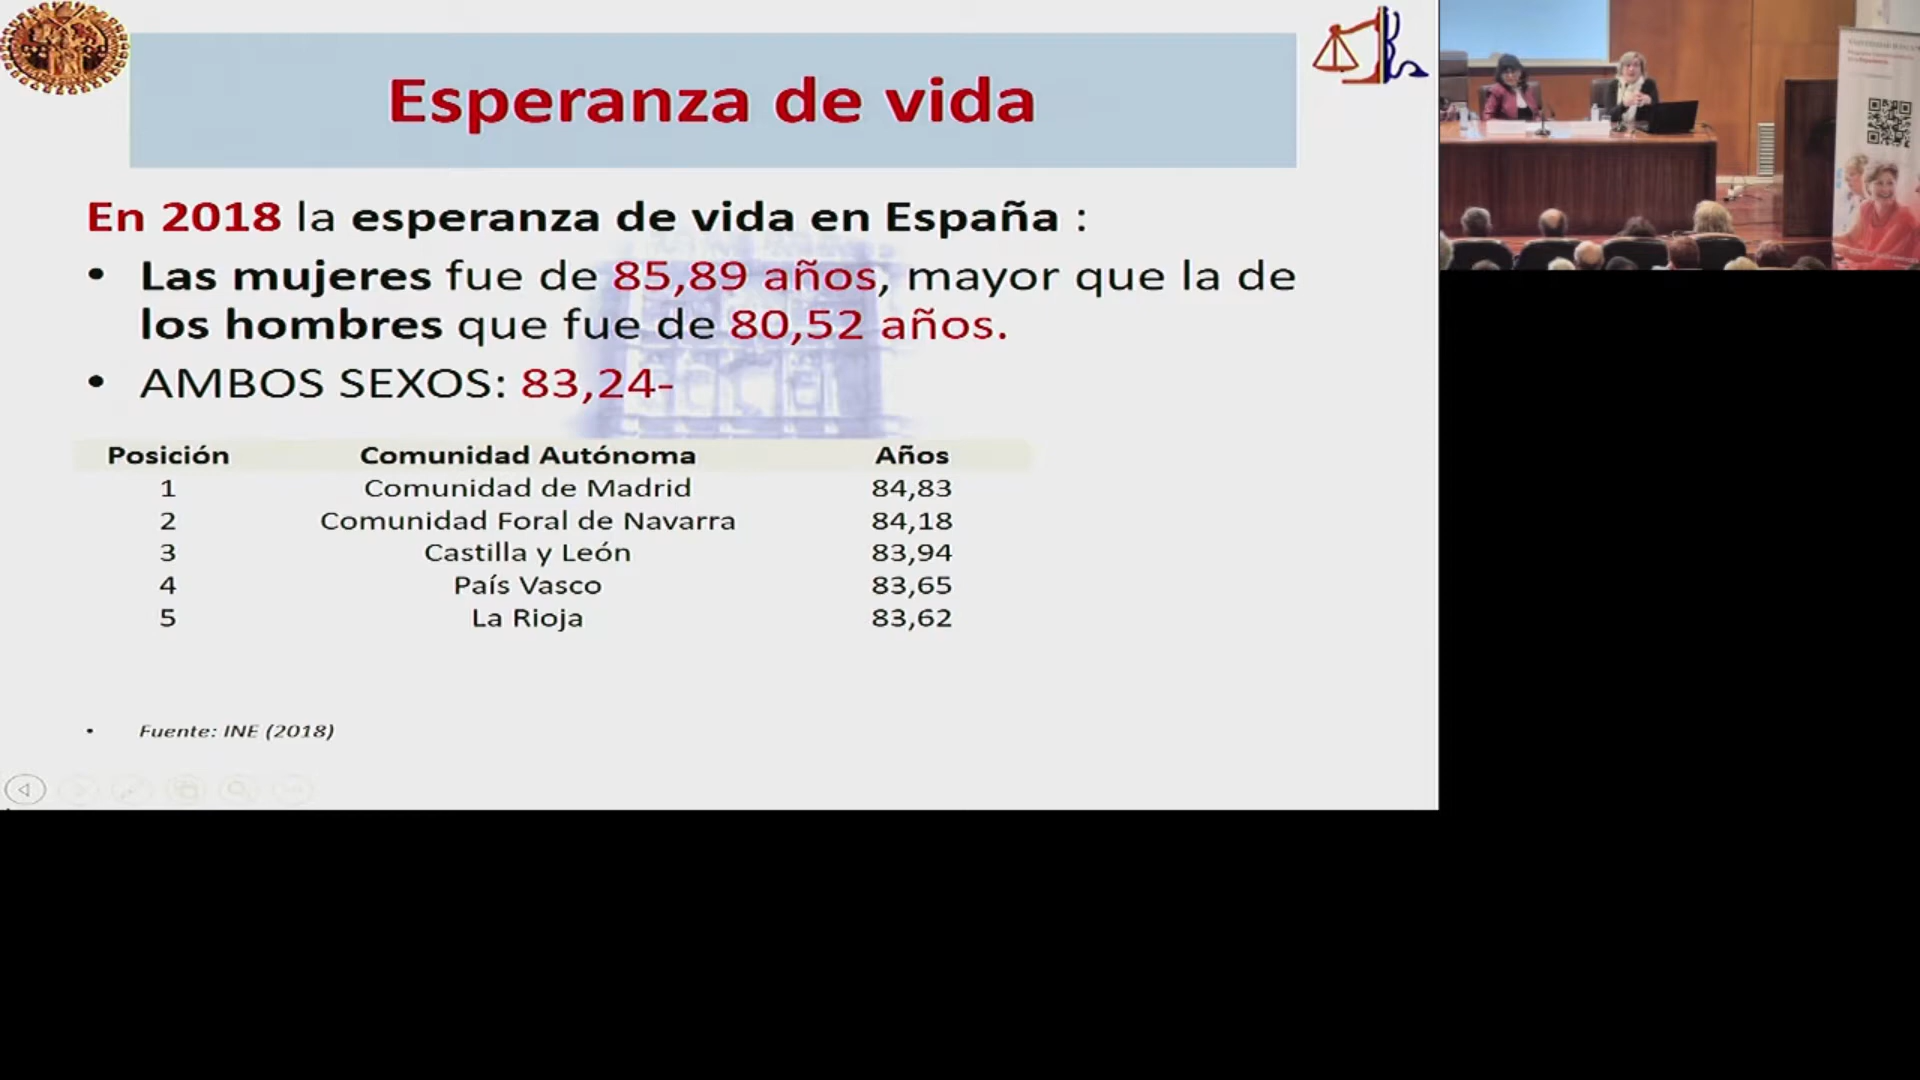 Esperanza de vida
En 2018 la esperanza de vida en España :
• Las mujeres fue de 85,89 años, mayor que la de
los hombres que fue de 80,52 años.
• AMBOS SEXOS: 83,24-
Posición Comunidad Autónoma Años
1 Comunidad de Madrid 84,83
2 Comunidad Foral de Navarra 84,18
3 Castilla y León 83,94
4 País Vasco 83,65
5 La Rioja 83,62
• Fuente: INE (2018)